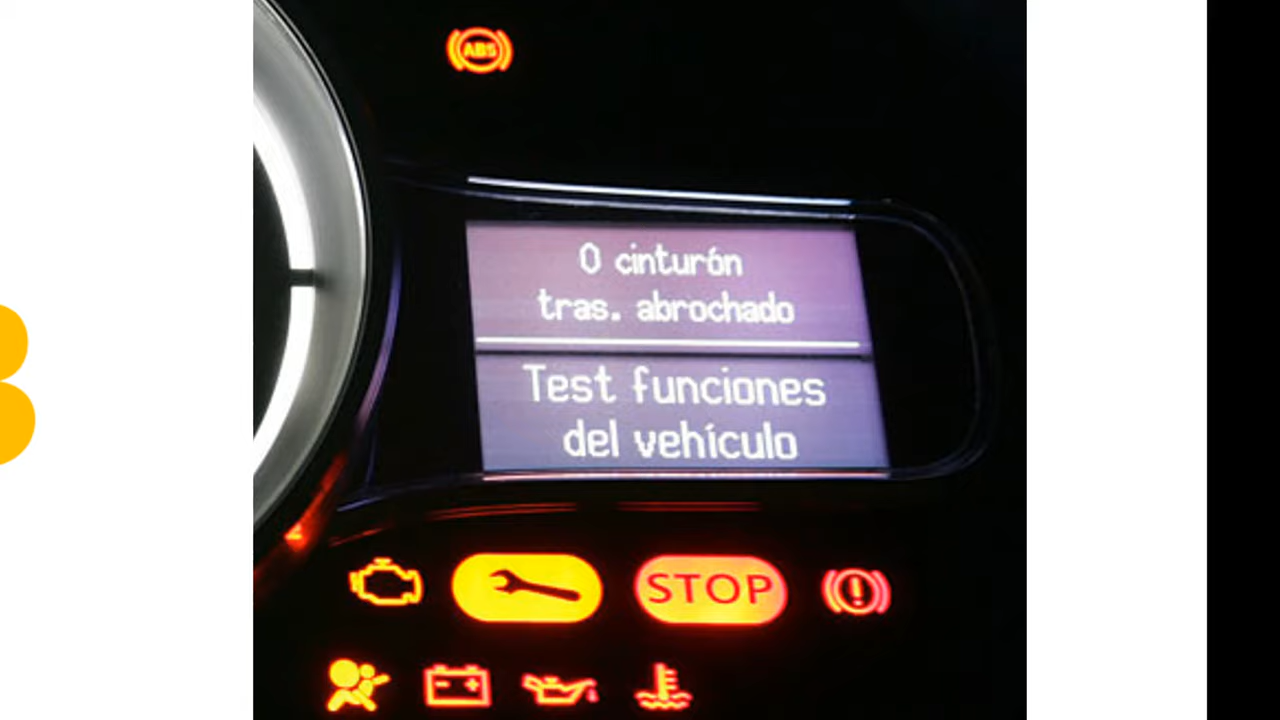 ABS
0 cinturón
tras. abrochado
Test funciones
del vehículo
STOP